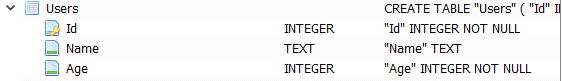 Users CREATE TABLE "Users" ( "Id"
Id INTEGER "Id" INTEGER NOT NULL
Name TEXT "Name" TEXT
Age INTEGER "Age" INTEGER NOT NULL